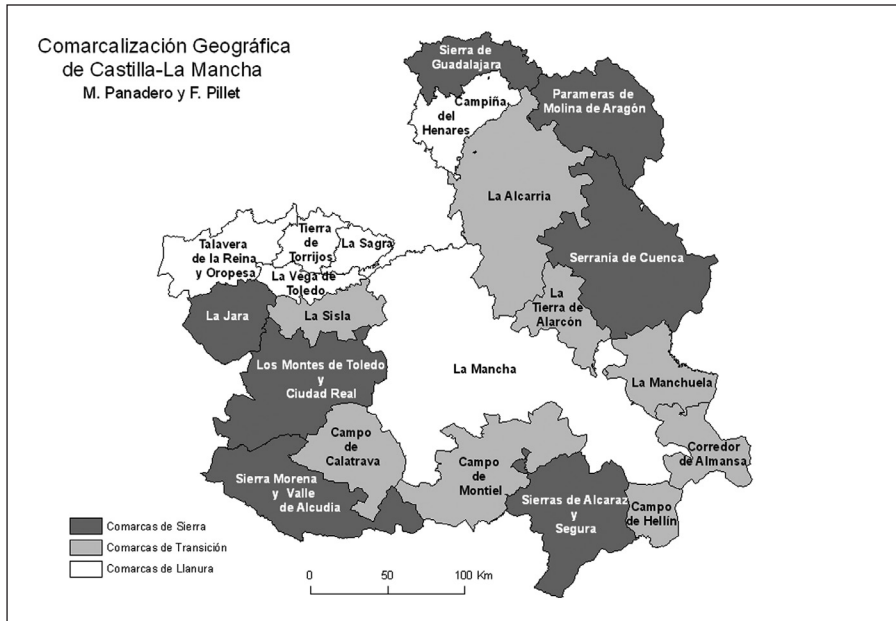 Comarcalización Geográfica
de Castilla-La Mancha
M. Panadero y F. Pillet
Sierra de
Guadalajara
Parameras de
Molina de Aragón
Campiña
del
Henares
La Alcarria
Talavera
de la Reina
y Oropesa
Tierra
de
Torrijos
La Sagra
Serranía de Cuenca
La Vega de
Toledo
La Jara
La Sisla
La
Tierra de
Alarcón
Los Montes de Toledo
y
Ciudad Real
La Mancha
La Manchuela
Campo
de
Calatrava
Corredor
de Almansa
Sierra Morena
y Valle
de Alcudia
Campo
de
Montiel
Sierras de Alcaraz
y
Segura
Campo
de Hellín
Comarcas de Sierra
Comarcas de Transición
Comarcas de Llanura
0 50 100 Km